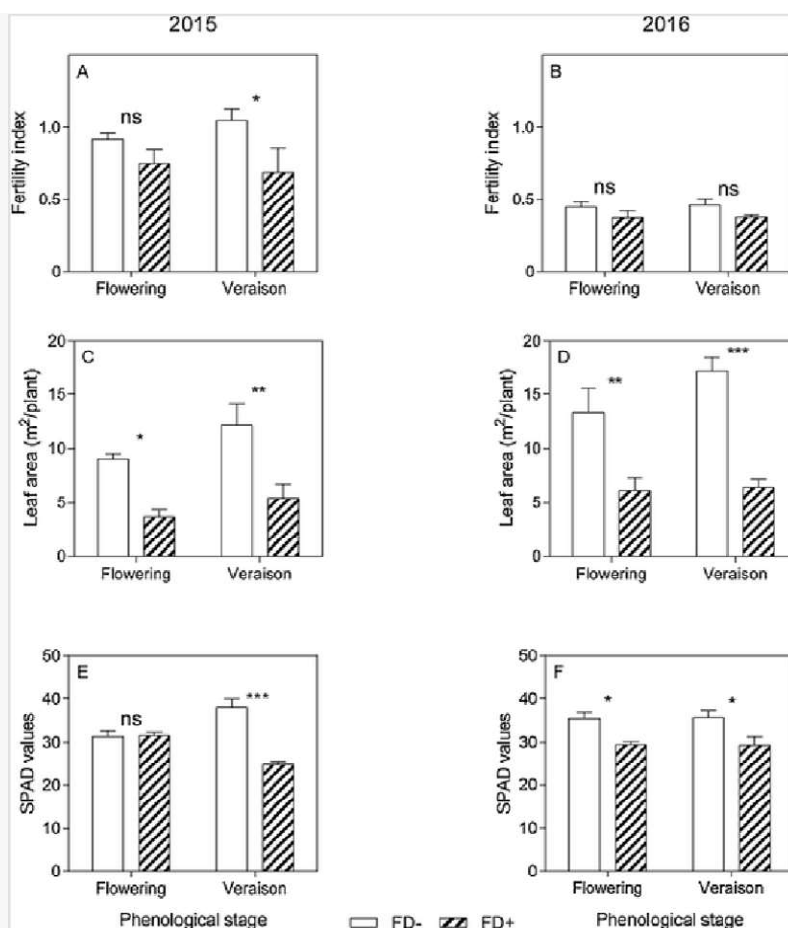 2015 2016
A
ns *
Fertility index
1.0
0.5
0
Flowering Veraison
B
ns ns
Fertility index
1.0
0.5
0
Flowering Veraison
C
* **
Leaf area (m²/plant)
20
15
10
5
0
Flowering Veraison
D
** ***
Leaf area (m²/plant)
20
15
10
5
0
Flowering Veraison
E
ns ***
SPAD values
50
40
30
20
10
0
Flowering Veraison
Phenological stage
F
* *
SPAD values
50
40
30
20
10
0
Flowering Veraison
Phenological stage
FD- FD+